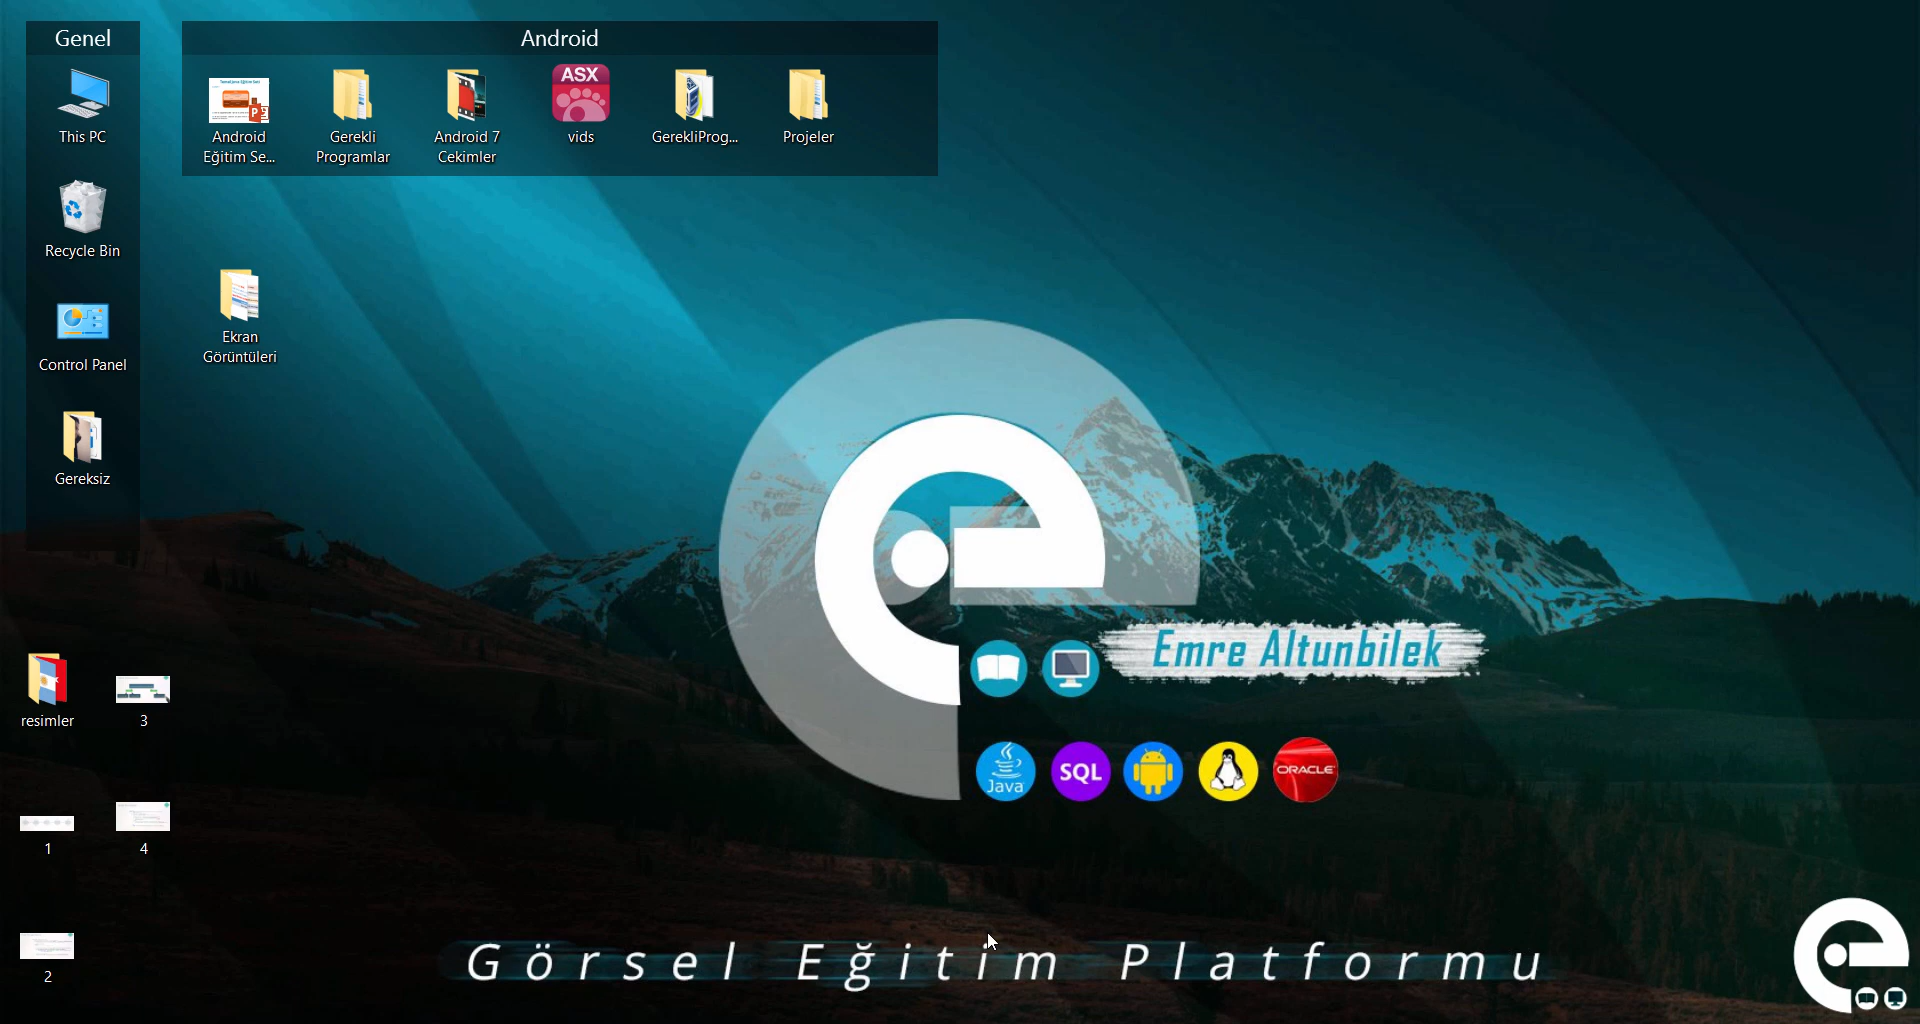 Genel
This PC
Recycle Bin
Control Panel
Gereksiz
Android
Android
Eğitim Se...
Gerekli
Programlar
Android 7
Cekimler
ASX
vids
GerekliProg...
Projeler
Ekran
Görüntüleri
resimler
3
1
4
2
Emre Altunbilek
Java
SQL
ORACLE
Görsel Eğitim Platformu